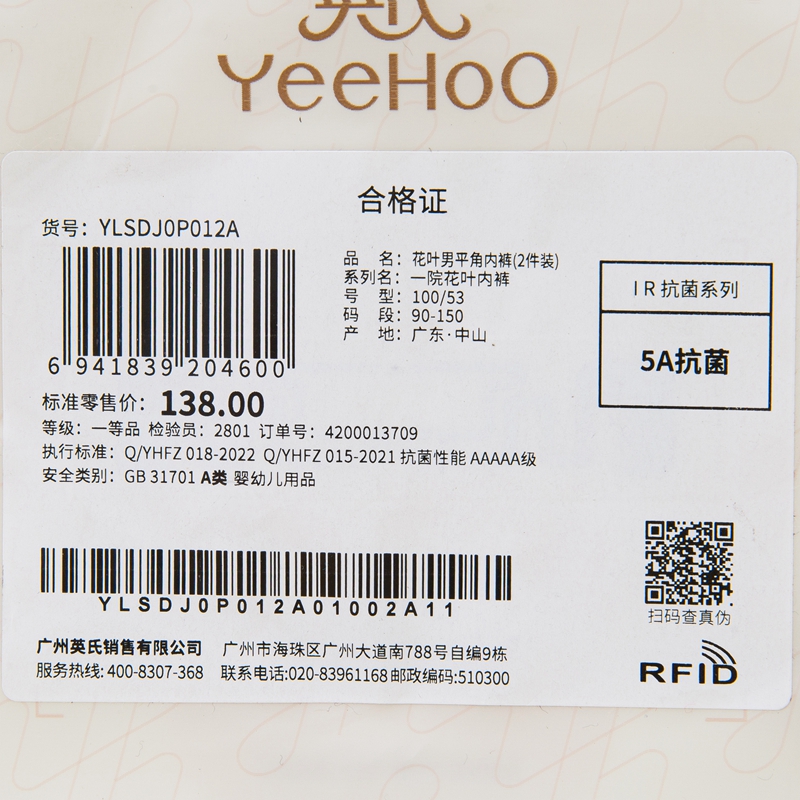 英氏
YeeHoO
合格证
货号：YLSDJ0P012A
6 941839 204600
品 名：花叶男平角内裤(2件装)
系列名：一院花叶内裤
号 型：100/53
码 段：90-150
产 地：广东·中山
IR抗菌系列
5A抗菌
标准零售价：138.00
等级：一等品 检验员：2801 订单号：4200013709
执行标准：Q/YHFZ 018-2022 Q/YHFZ 015-2021 抗菌性能 AAAAA级
安全类别：GB 31701 A类 婴幼儿用品
YLSDJ0P012A01002A11
扫码查真伪
广州英氏销售有限公司 广州市海珠区广州大道南788号自编9栋
服务热线：400-8307-368 联系电话:020-83961168 邮政编码:510300
RFID